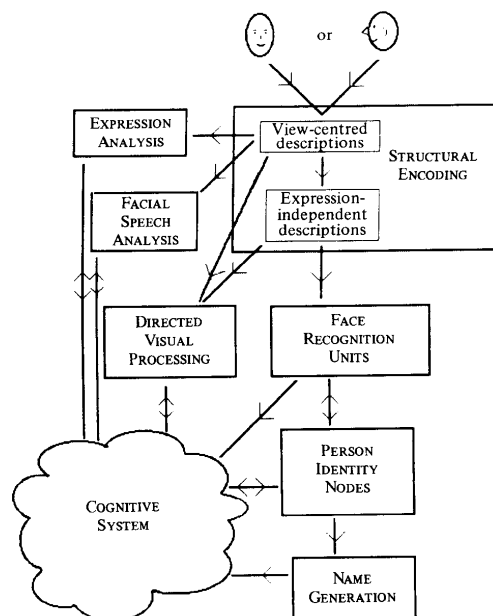 or
EXPRESSION
ANALYSIS
View-centred
descriptions
STRUCTURAL
ENCODING
FACIAL
SPEECH
ANALYSIS
Expression-
independent
descriptions
DIRECTED
VISUAL
PROCESSING
FACE
RECOGNITION
UNITS
COGNITIVE
SYSTEM
PERSON
IDENTITY
NODES
NAME
GENERATION